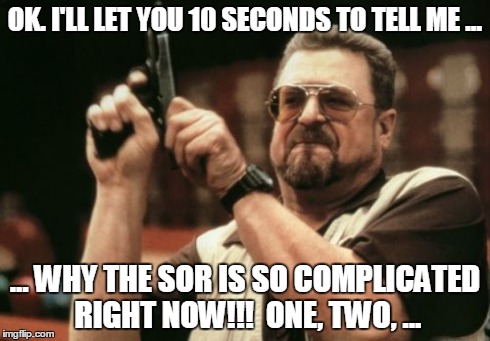 OK. I'LL LET YOU 10 SECONDS TO TELL ME ...
... WHY THE SOR IS SO COMPLICATED
RIGHT NOW!!! ONE, TWO, ...
imgflip.com